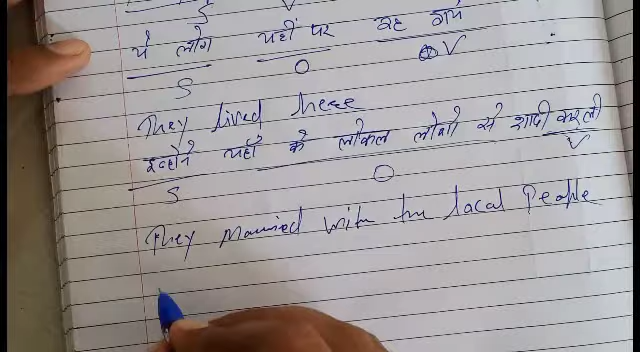 S V
ये लोग यहीं पर रह गये
S O V
They lived here
इन्होंने यहाँ के लोकल लोगों से शादी करली
S O V
They Married with the local People